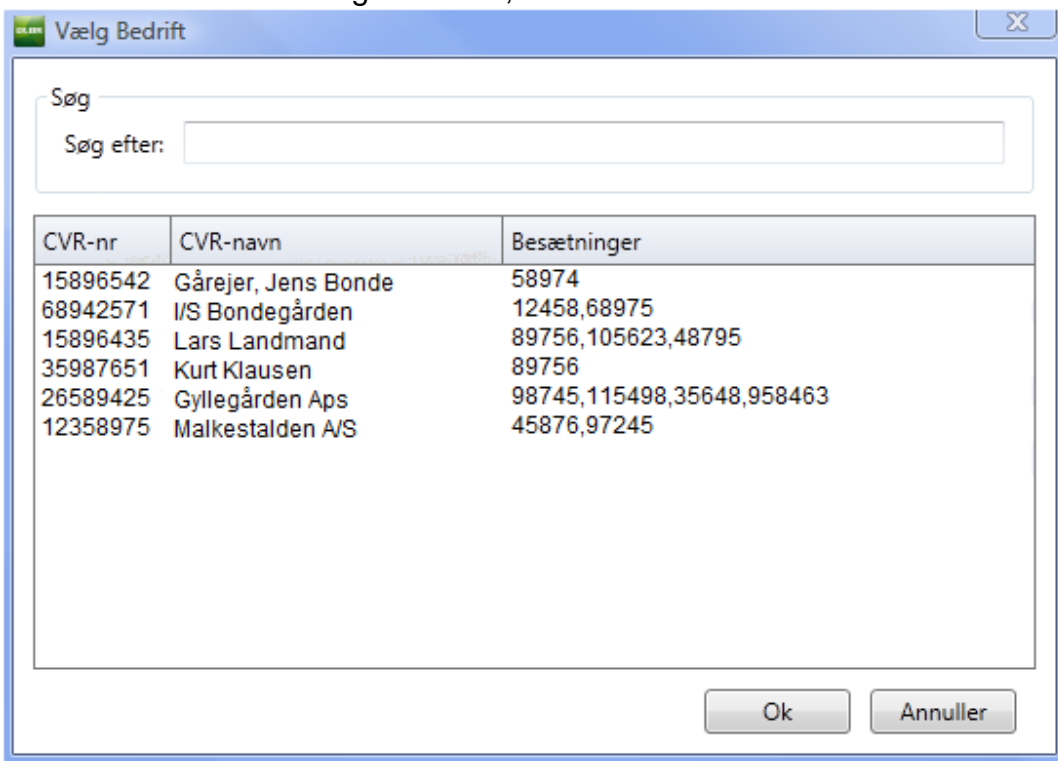 Vælg Bedrift
Søg
Søg efter:
CVR-nr CVR-navn Besætninger
15896542 Gårejer, Jens Bonde 58974
68942571 I/S Bondegården 12458,68975
15896435 Lars Landmand 89756,105623,48795
35987651 Kurt Klausen 89756
26589425 Gyllegården Aps 98745,115498,35648,958463
12358975 Malkestalden A/S 45876,97245
Ok Annuller